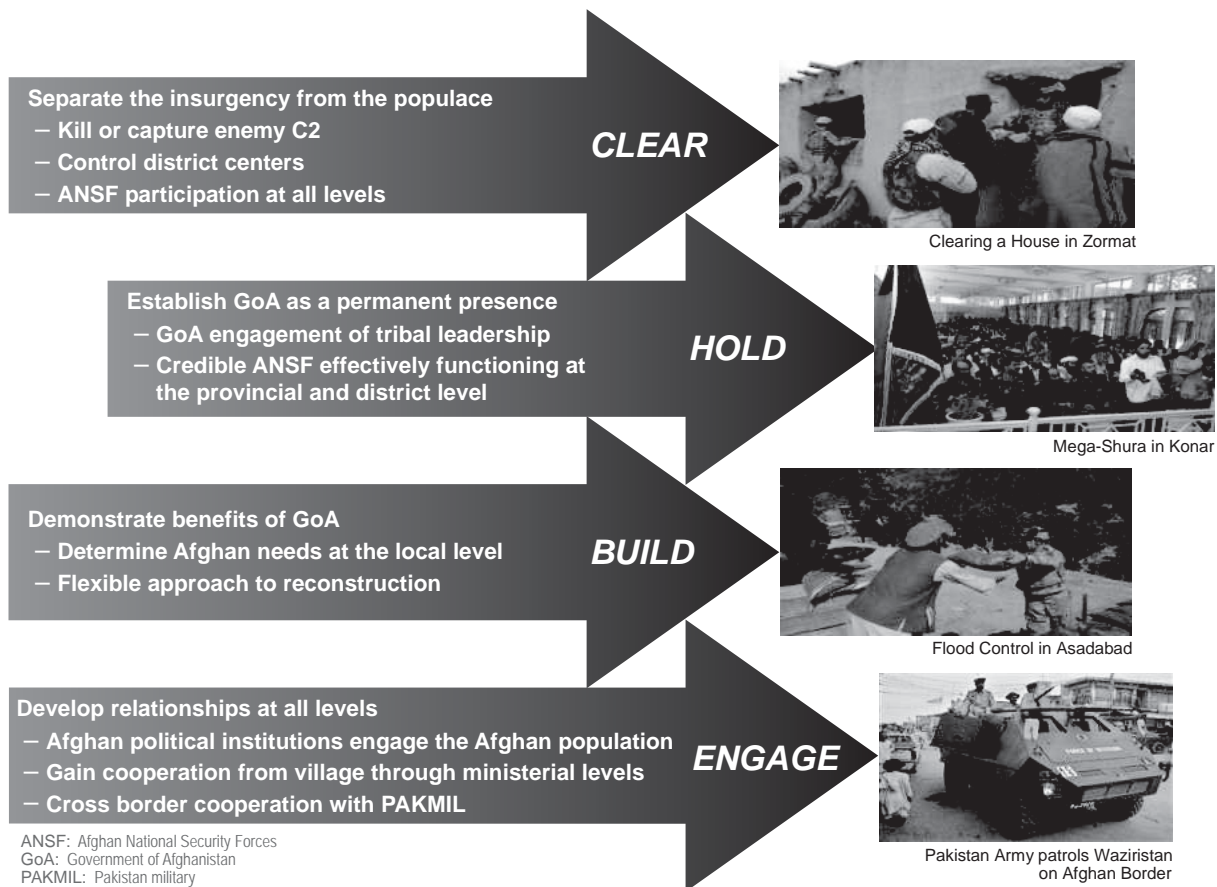 Separate the insurgency from the populace
– Kill or capture enemy C2
– Control district centers
– ANSF participation at all levels
CLEAR
Clearing a House in Zormat
Establish GoA as a permanent presence
– GoA engagement of tribal leadership
– Credible ANSF effectively functioning at
the provincial and district level
HOLD
Mega-Shura in Konar
Demonstrate benefits of GoA
– Determine Afghan needs at the local level
– Flexible approach to reconstruction
BUILD
Flood Control in Asadabad
Develop relationships at all levels
– Afghan political institutions engage the Afghan population
– Gain cooperation from village through ministerial levels
– Cross border cooperation with PAKMIL
ENGAGE
Pakistan Army patrols Waziristan
on Afghan Border
ANSF: Afghan National Security Forces
GoA: Government of Afghanistan
PAKMIL: Pakistan military